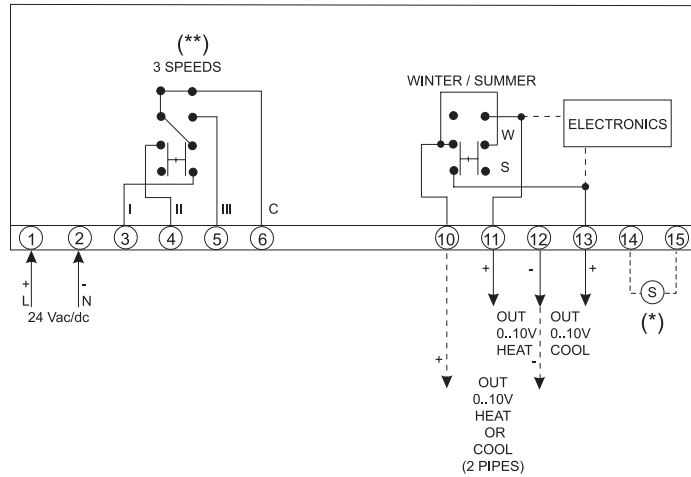 (**)
3 SPEEDS
WINTER / SUMMER
ELECTRONICS
W
S
I
II
III
C
1
2
3
4
5
6
10
11
12
13
14
15
+
-
L
N
24 Vac/dc
+
-
+
S
(*)
OUT
0..10V
HEAT
OUT
0..10V
COOL
+
-
OUT
0..10V
HEAT
OR
COOL
(2 PIPES)